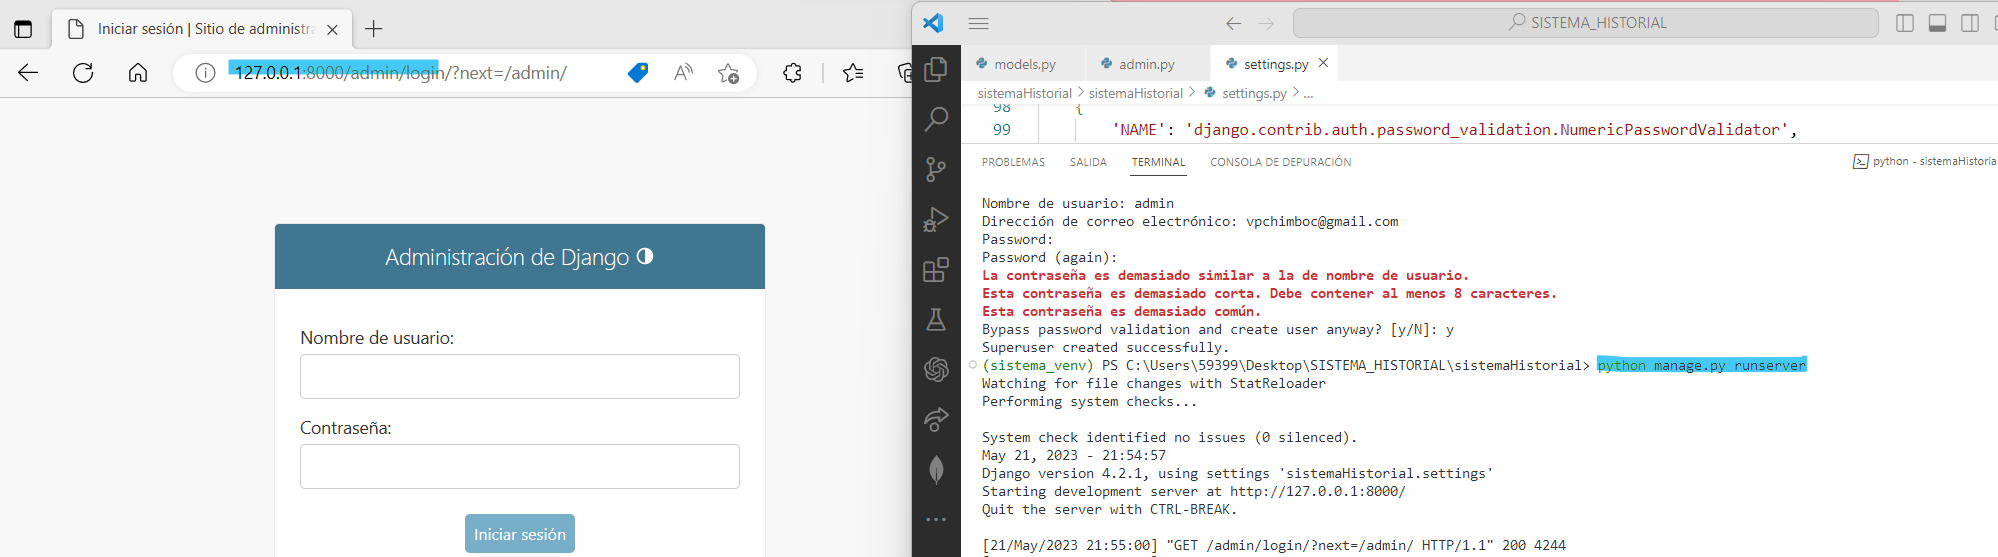 Iniciar sesión | Sitio de administra
127.0.0.1:8000/admin/login/?next=/admin/
Administración de Django
Nombre de usuario:
Contraseña:
Iniciar sesión
SISTEMA_HISTORIAL
models.py
admin.py
settings.py
sistemaHistorial > sistemaHistorial > settings.py > ...
98 {
99 'NAME': 'django.contrib.auth.password_validation.NumericPasswordValidator',
PROBLEMAS SALIDA TERMINAL CONSOLA DE DEPURACIÓN
python - sistemaHistoria
Nombre de usuario: admin
Dirección de correo electrónico: vpchimboc@gmail.com
Password:
Password (again):
La contraseña es demasiado similar a la de nombre de usuario.
Esta contraseña es demasiado corta. Debe contener al menos 8 caracteres.
Esta contraseña es demasiado común.
Bypass password validation and create user anyway? [y/N]: y
Superuser created successfully.
(sistema_venv) PS C:\Users\59399\Desktop\SISTEMA_HISTORIAL\sistemaHistorial> python manage.py runserver
Watching for file changes with StatReloader
Performing system checks...
System check identified no issues (0 silenced).
May 21, 2023 - 21:54:57
Django version 4.2.1, using settings 'sistemaHistorial.settings'
Starting development server at http://127.0.0.1:8000/
Quit the server with CTRL-BREAK.
[21/May/2023 21:55:00] "GET /admin/login/?next=/admin/ HTTP/1.1" 200 4244